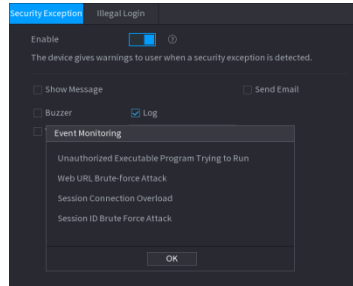 Security Exception Illegal Login
Enable
The device gives warnings to user when a security exception is detected.
Show Message Send Email
Buzzer Log
Event Monitoring
Unauthorized Executable Program Trying to Run
Web URL Brute-force Attack
Session Connection Overload
Session ID Brute Force Attack
OK